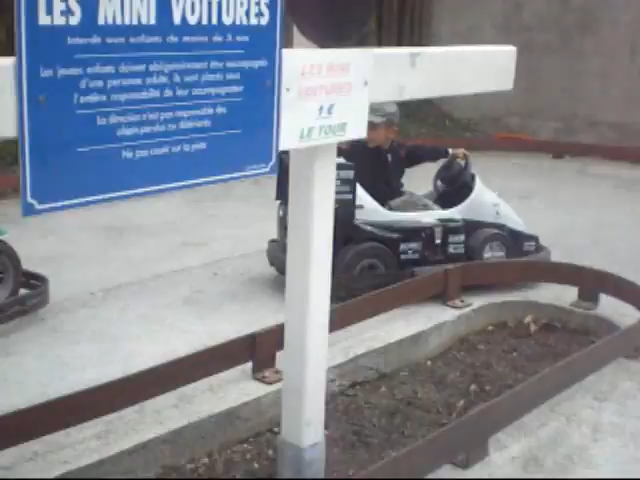 LES MINI VOITURES
Interdit aux enfants de moins de 3 ans
Les jeunes enfants doivent obligatoirement être accompagnés
d'une personne adulte, ils sont placés sous
l'entière responsabilité de leur accompagnateur
La direction n'est pas responsable des
objets perdus ou détériorés
Ne pas courir sur la piste
LES MINI
VOITURES
1€
LE TOUR